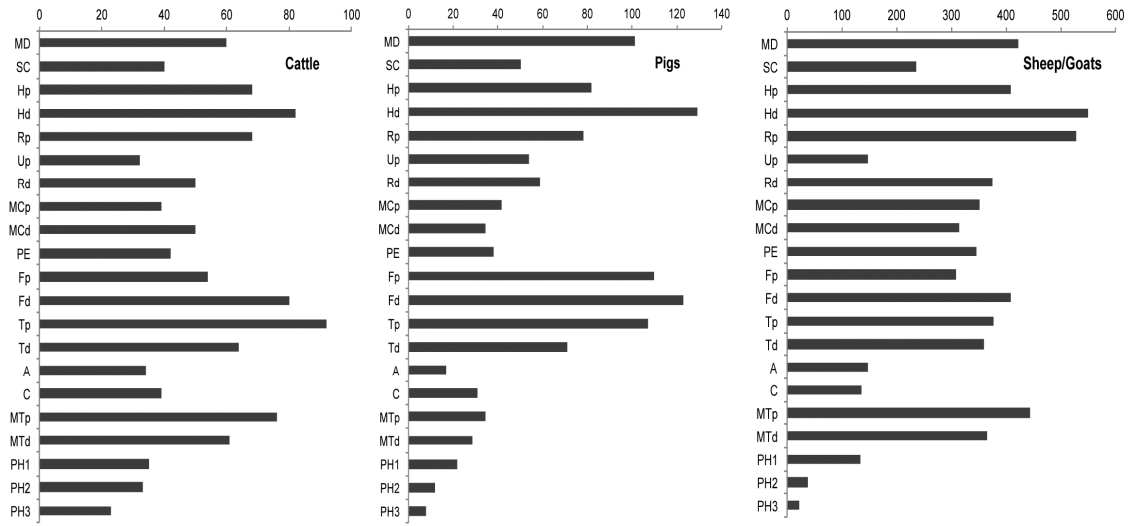 0 20 40 60 80 100
Cattle
MD
SC
Hp
Hd
Rp
Up
Rd
MCp
MCd
PE
Fp
Fd
Tp
Td
A
C
MTp
MTd
PH1
PH2
PH3
0 20 40 60 80 100 120 140
Pigs
MD
SC
Hp
Hd
Rp
Up
Rd
MCp
MCd
PE
Fp
Fd
Tp
Td
A
C
MTp
MTd
PH1
PH2
PH3
0 100 200 300 400 500 600
Sheep/Goats
MD
SC
Hp
Hd
Rp
Up
Rd
MCp
MCd
PE
Fp
Fd
Tp
Td
A
C
MTp
MTd
PH1
PH2
PH3